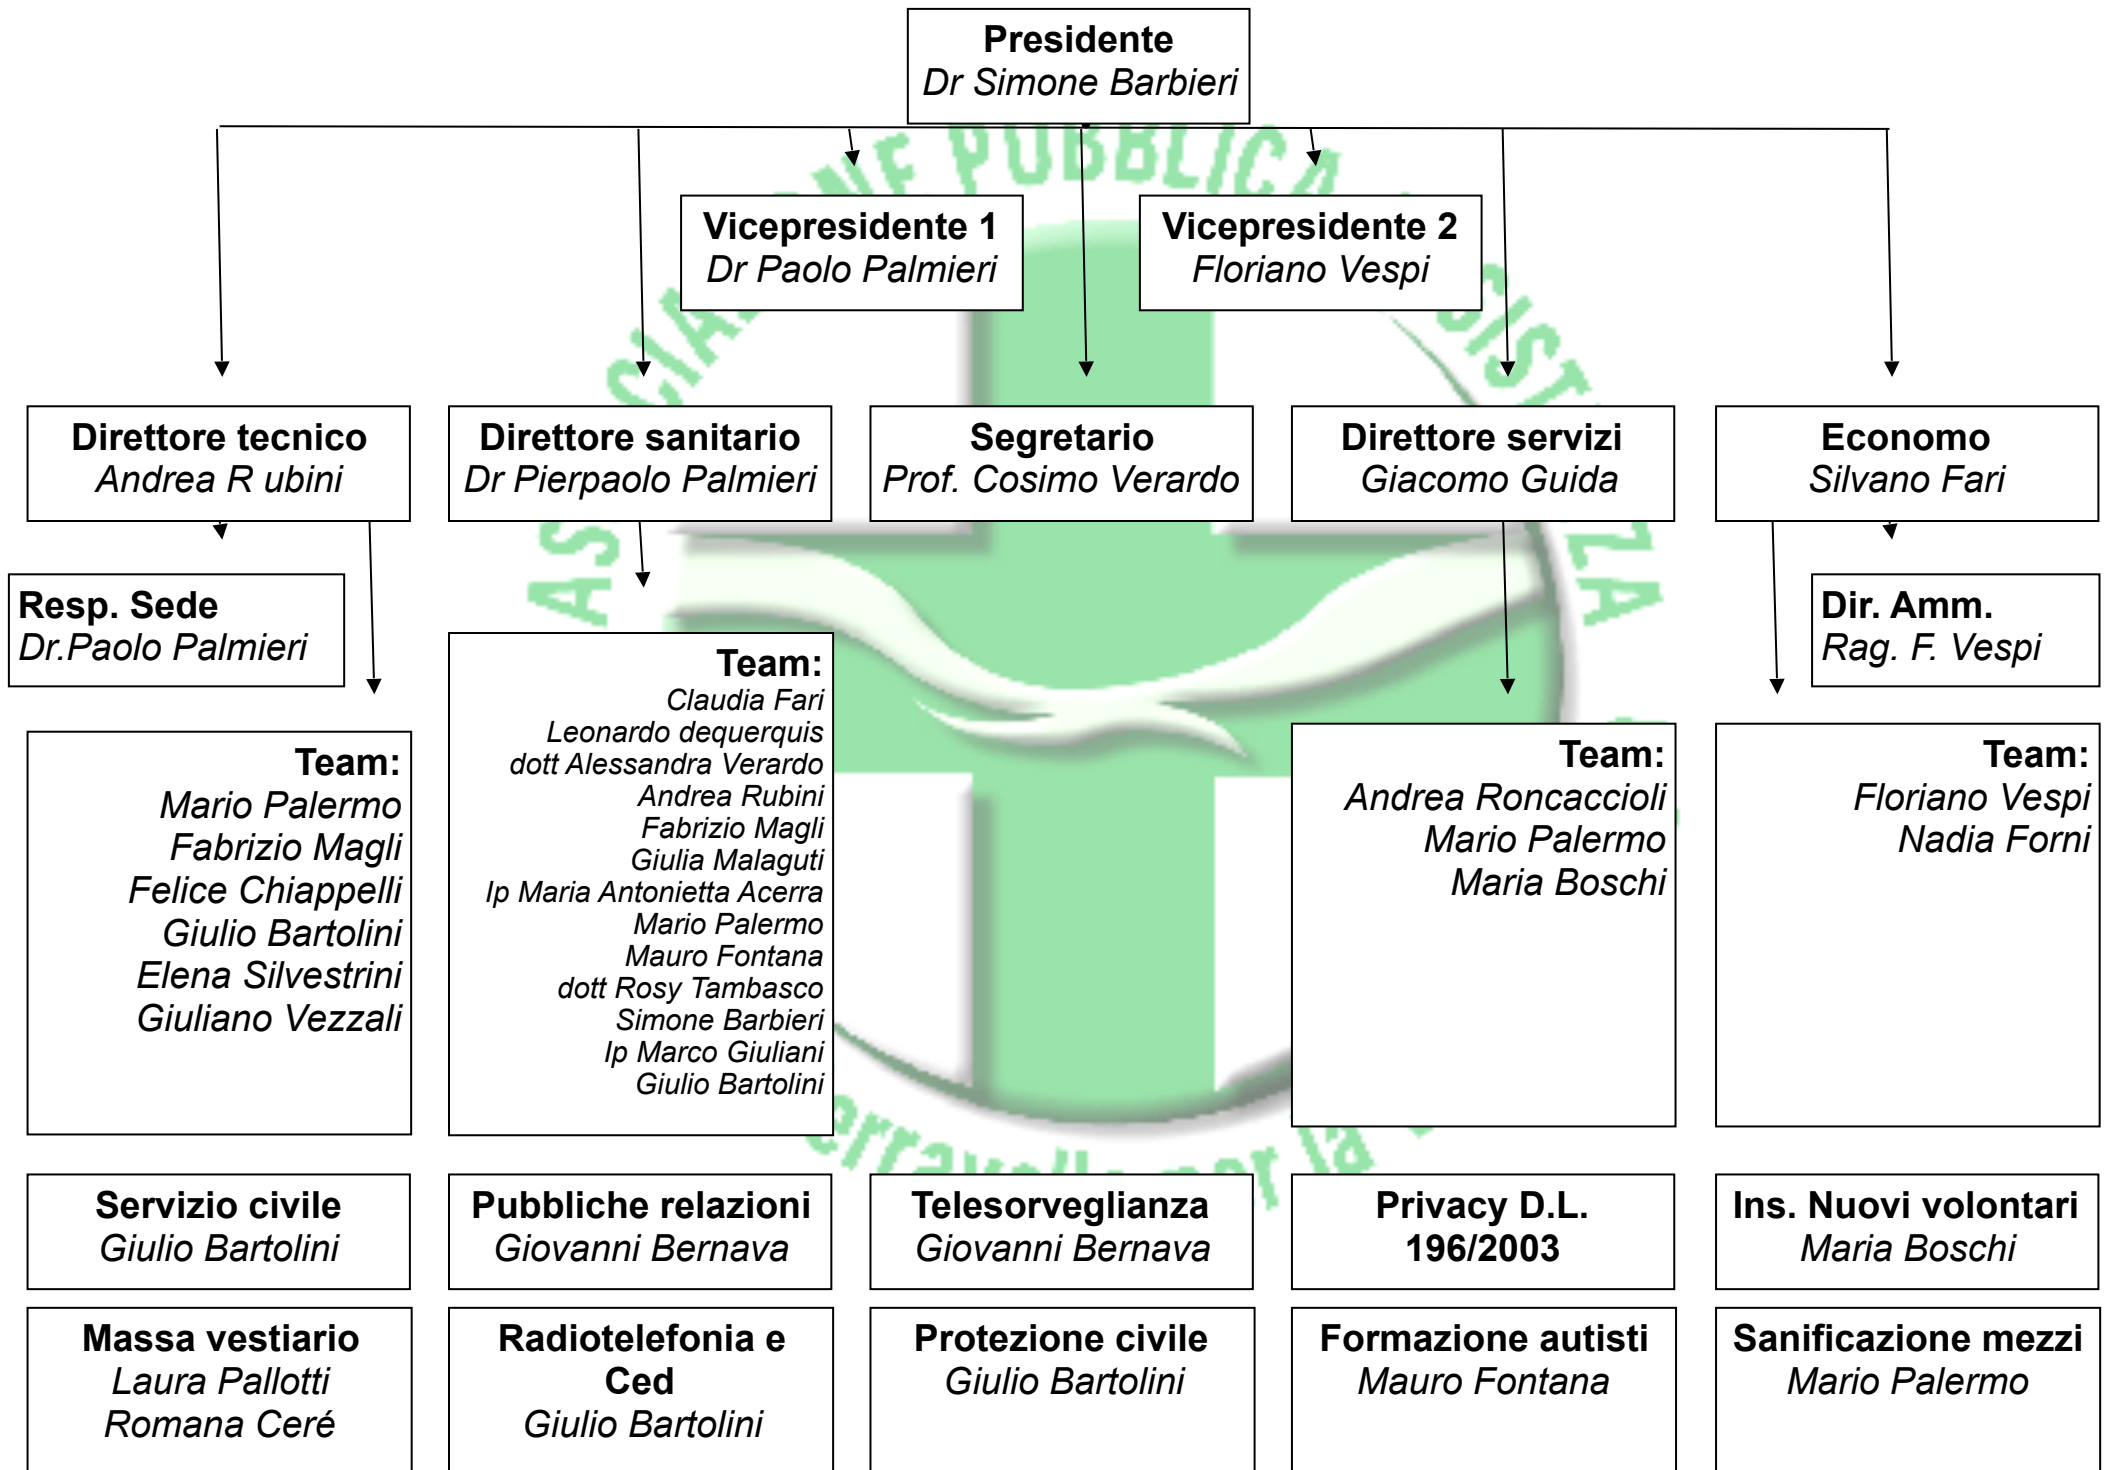 Presidente
Dr Simone Barbieri
PUBBLICA
Vicepresidente 1
Dr Paolo Palmieri
Vicepresidente 2
Floriano Vespi
Direttore tecnico
Andrea R ubini
Direttore sanitario
Dr Pierpaolo Palmieri
Segretario
Prof. Cosimo Verardo
Direttore servizi
Giacomo Guida
Economo
Silvano Fari
Resp. Sede
Dr.Paolo Palmieri
Dir. Amm.
Rag. F. Vespi
Team:
Mario Palermo
Fabrizio Magli
Felice Chiappelli
Giulio Bartolini
Elena Silvestrini
Giuliano Vezzali
Team:
Claudia Fari
Leonardo dequerquis
dott Alessandra Verardo
Andrea Rubini
Fabrizio Magli
Giulia Malaguti
Ip Maria Antonietta Acerra
Mario Palermo
Mauro Fontana
dott Rosy Tambasco
Simone Barbieri
Ip Marco Giuliani
Giulio Bartolini
Team:
Andrea Roncaccioli
Mario Palermo
Maria Boschi
Team:
Floriano Vespi
Nadia Forni
per la
Servizio civile
Giulio Bartolini
Pubbliche relazioni
Giovanni Bernava
Telesorveglianza
Giovanni Bernava
Privacy D.L.
196/2003
Ins. Nuovi volontari
Maria Boschi
Massa vestiario
Laura Pallotti
Romana Ceré
Radiotelefonia e
Ced
Giulio Bartolini
Protezione civile
Giulio Bartolini
Formazione autisti
Mauro Fontana
Sanificazione mezzi
Mario Palermo